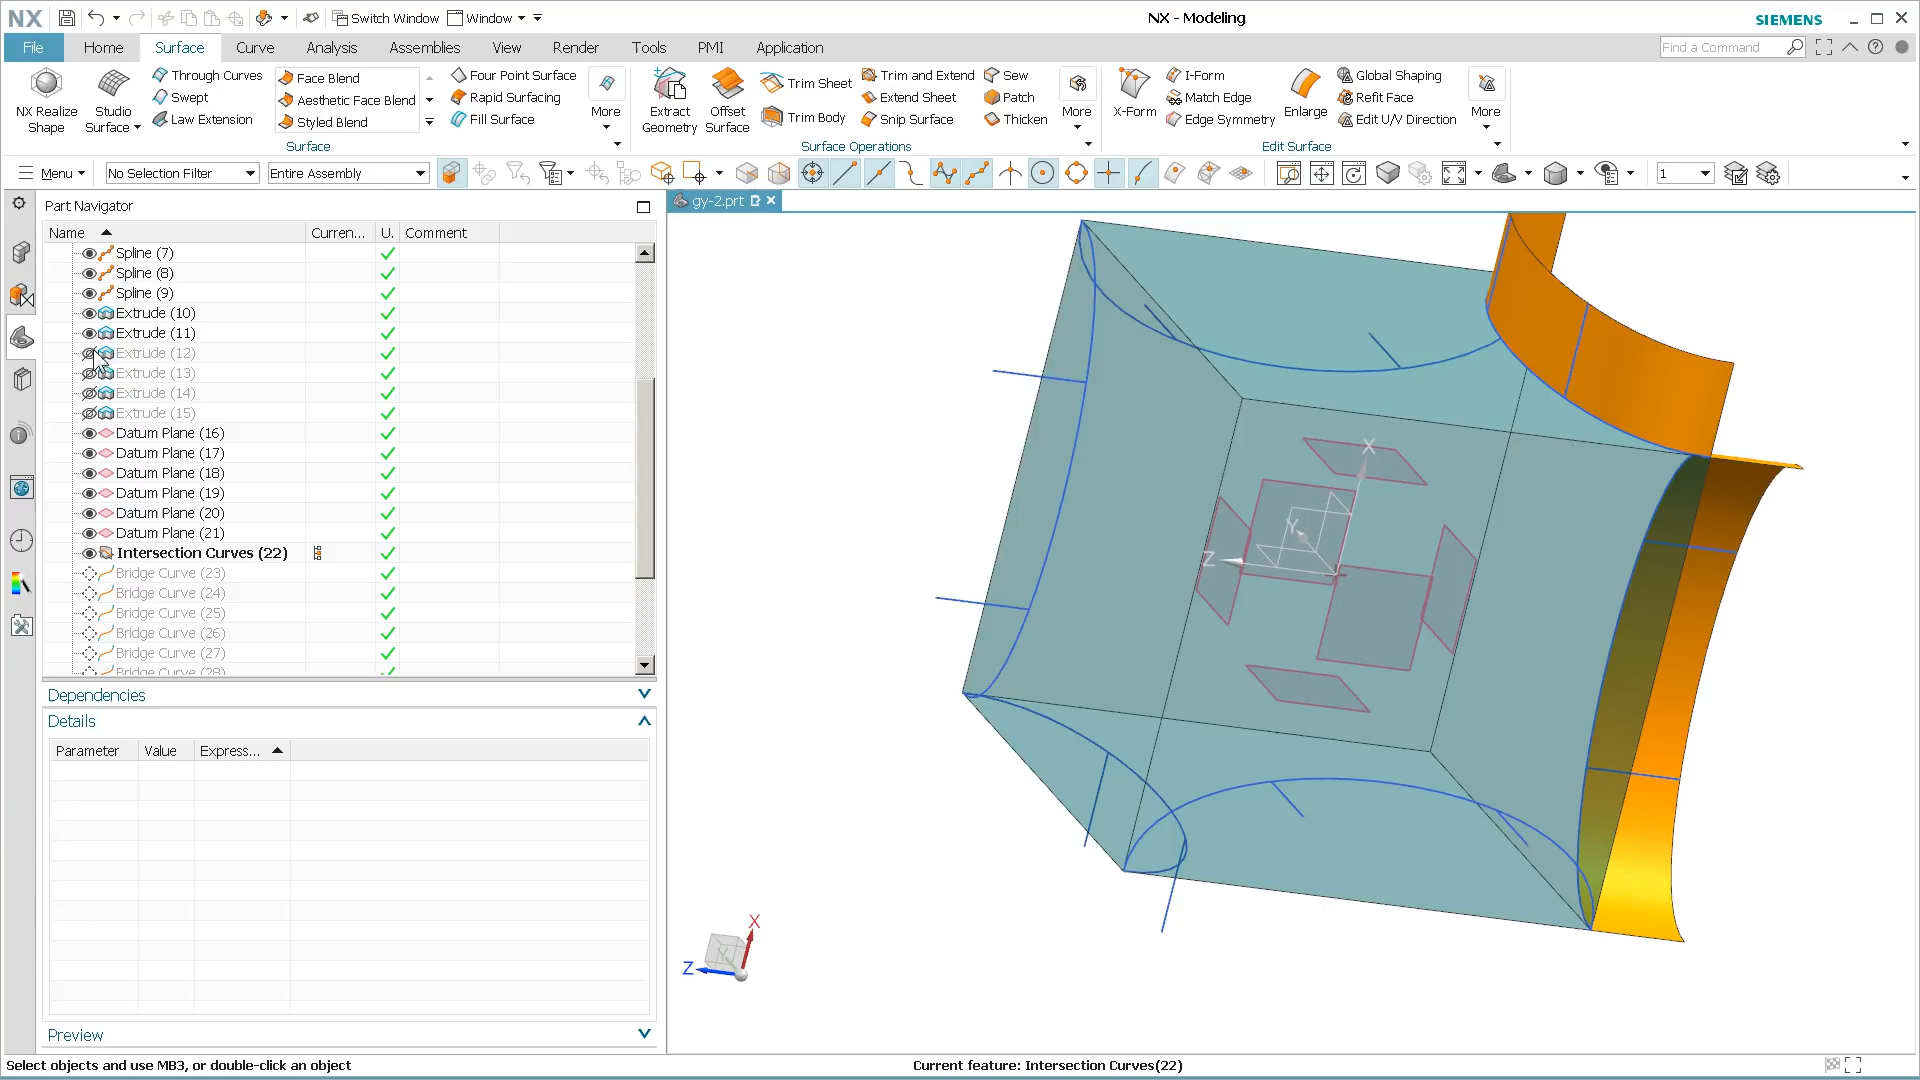 NX
Switch Window
Window
NX - Modeling
SIEMENS
File
Home
Surface
Curve
Analysis
Assemblies
View
Render
Tools
PMI
Application
Find a Command
NX Realize Shape
Studio Surface
Through Curves
Swept
Law Extension
Face Blend
Aesthetic Face Blend
Styled Blend
Four Point Surface
Rapid Surfacing
Fill Surface
More
Surface
Extract Geometry
Offset Surface
Trim Sheet
Trim Body
Trim and Extend
Extend Sheet
Snip Surface
Sew
Patch
Thicken
More
Surface Operations
X-Form
I-Form
Match Edge
Edge Symmetry
Enlarge
Global Shaping
Refit Face
Edit U/V Direction
More
Edit Surface
Menu
No Selection Filter
Entire Assembly
1
Part Navigator
gy-2.prt
Name
Curren...
U.
Comment
Spline (7)
Spline (8)
Spline (9)
Extrude (10)
Extrude (11)
Extrude (12)
Extrude (13)
Extrude (14)
Extrude (15)
Datum Plane (16)
Datum Plane (17)
Datum Plane (18)
Datum Plane (19)
Datum Plane (20)
Datum Plane (21)
Intersection Curves (22)
Bridge Curve (23)
Bridge Curve (24)
Bridge Curve (25)
Bridge Curve (26)
Bridge Curve (27)
Bridge Curve (28)
Dependencies
Details
Parameter
Value
Express...
Preview
X
Y
Z
X
Y
Z
Select objects and use MB3, or double-click an object
Current feature: Intersection Curves(22)